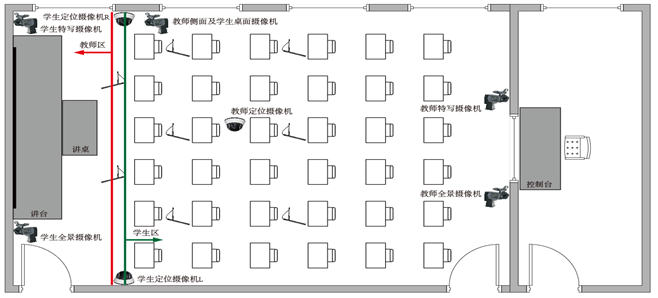 学生定位摄像机R
学生特写摄像机
教师侧面及学生桌面摄像机
教师区
教师定位摄像机
教师特写摄像机
讲桌
控制台
教师全景摄像机
讲台
学生全景摄像机
学生区
学生定位摄像机L